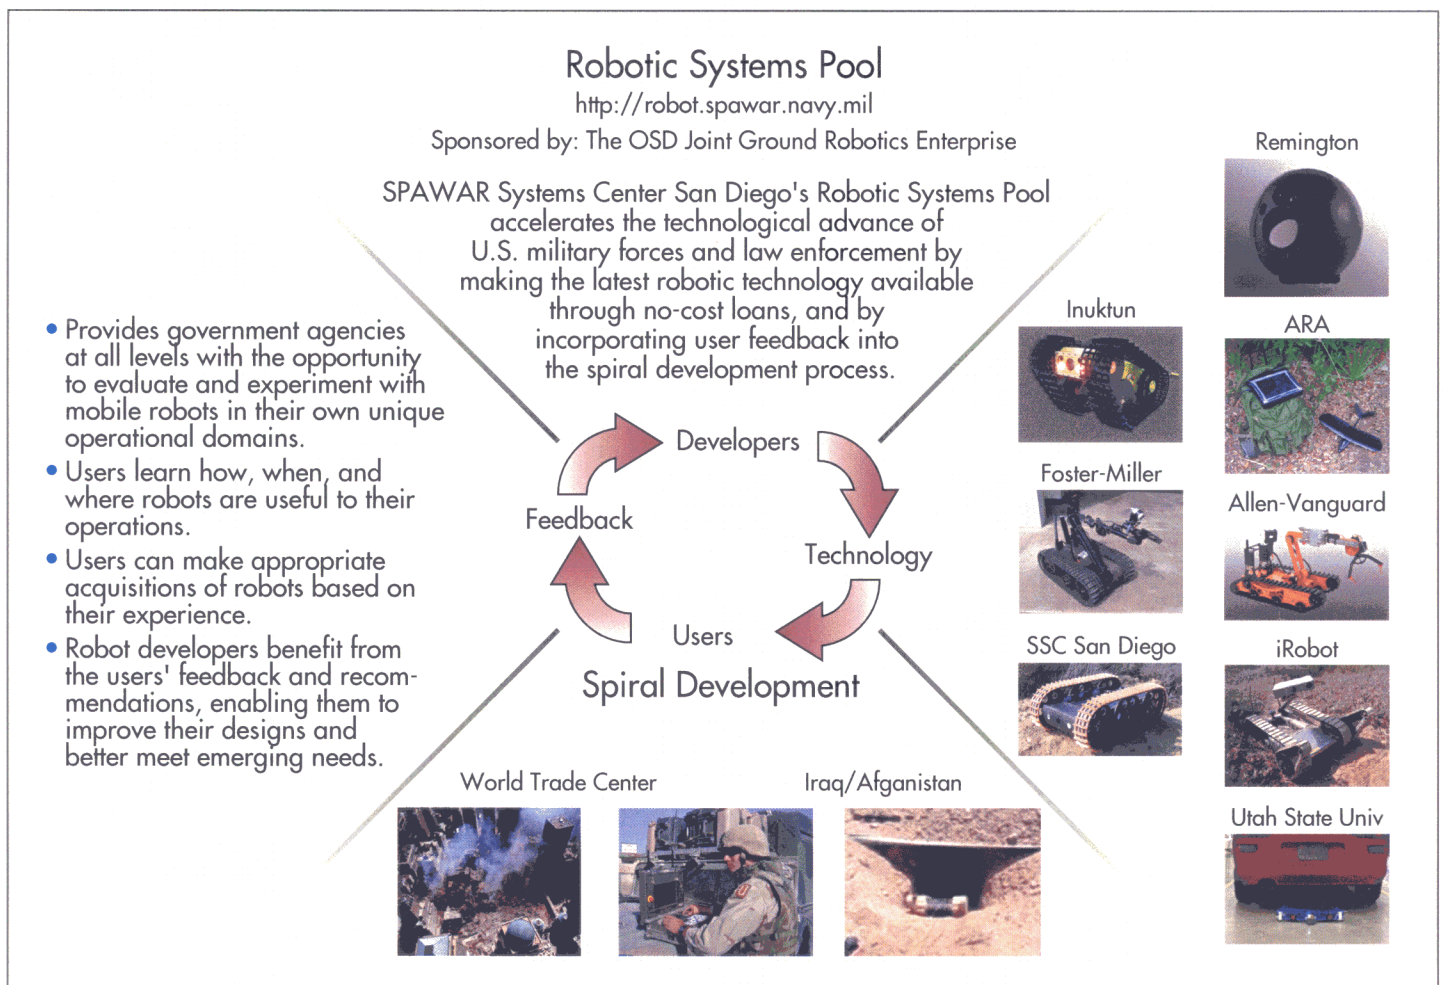 Robotic Systems Pool
http://robot.spawar.navy.mil
Sponsored by: The OSD Joint Ground Robotics Enterprise
SPAWAR Systems Center San Diego's Robotic Systems Pool
accelerates the technological advance of
U.S. military forces and law enforcement by
making the latest robotic technology available
through no-cost loans, and by
incorporating user feedback into
the spiral development process.
• Provides government agencies
at all levels with the opportunity
to evaluate and experiment with
mobile robots in their own unique
operational domains.
• Users learn how, when, and
where robots are useful to their
operations.
• Users can make appropriate
acquisitions of robots based on
their experience.
• Robot developers benefit from
the users' feedback and recom-
mendations, enabling them to
improve their designs and
better meet emerging needs.
Developers
Technology
Users
Feedback
Spiral Development
Remington
Inuktun
ARA
Foster-Miller
Allen-Vanguard
SSC San Diego
iRobot
Utah State Univ
World Trade Center
Iraq/Afganistan